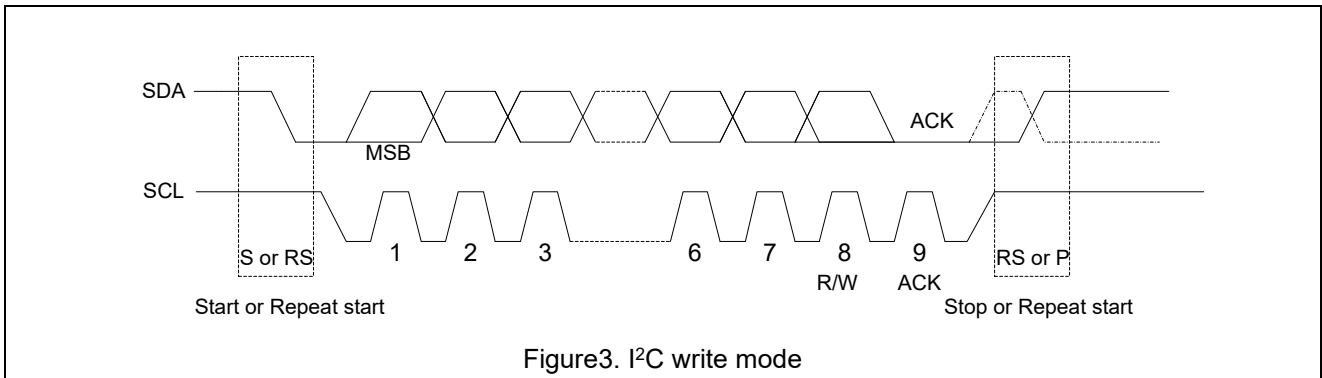 SDA
ACK
MSB
SCL
S or RS
1 2 3 6 7 8 9
RS or P
R/W ACK
Start or Repeat start
Stop or Repeat start
Figure3. I²C write mode